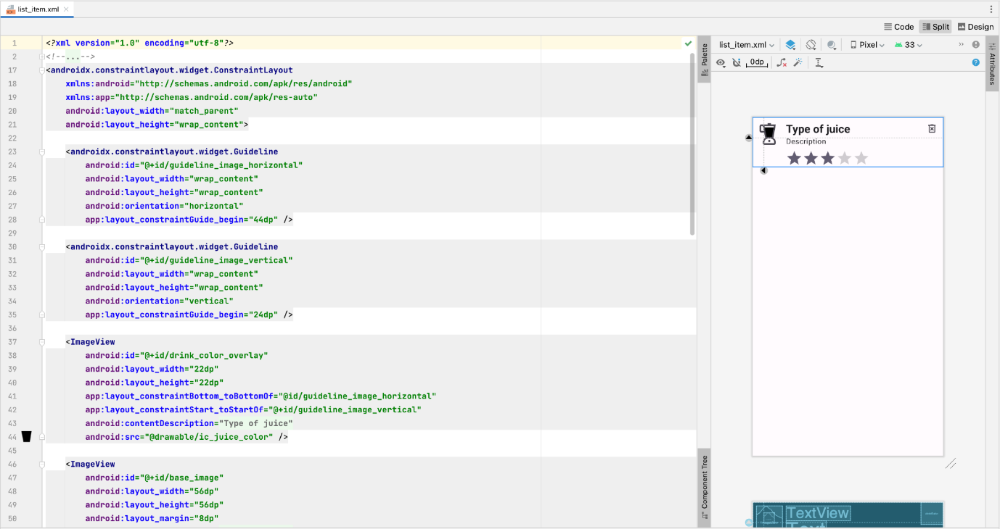 list_item.xml
Code Split Design
1 <?xml version="1.0" encoding="utf-8"?>
2 <!--...-->
17 <androidx.constraintlayout.widget.ConstraintLayout
18 xmlns:android="http://schemas.android.com/apk/res/android"
19 xmlns:app="http://schemas.android.com/apk/res-auto"
20 android:layout_width="match_parent"
21 android:layout_height="wrap_content">
22
23 <androidx.constraintlayout.widget.Guideline
24 android:id="@+id/guideline_image_horizontal"
25 android:layout_width="wrap_content"
26 android:layout_height="wrap_content"
27 android:orientation="horizontal"
28 app:layout_constraintGuide_begin="44dp" />
29
30 <androidx.constraintlayout.widget.Guideline
31 android:id="@+id/guideline_image_vertical"
32 android:layout_width="wrap_content"
33 android:layout_height="wrap_content"
34 android:orientation="vertical"
35 app:layout_constraintGuide_begin="24dp" />
36
37 <ImageView
38 android:id="@+id/drink_color_overlay"
39 android:layout_width="22dp"
40 android:layout_height="22dp"
41 app:layout_constraintBottom_toBottomOf="@id/guideline_image_horizontal"
42 app:layout_constraintStart_toStartOf="@+id/guideline_image_vertical"
43 android:contentDescription="Type of juice"
44 android:src="@drawable/ic_juice_color" />
45
46 <ImageView
47 android:id="@+id/base_image"
48 android:layout_width="56dp"
49 android:layout_height="56dp"
50 android:layout_margin="8dp"
Palette
Component Tree
list_item.xml Pixel 33
0dp
Attributes
Type of juice
Description
TextView
Text